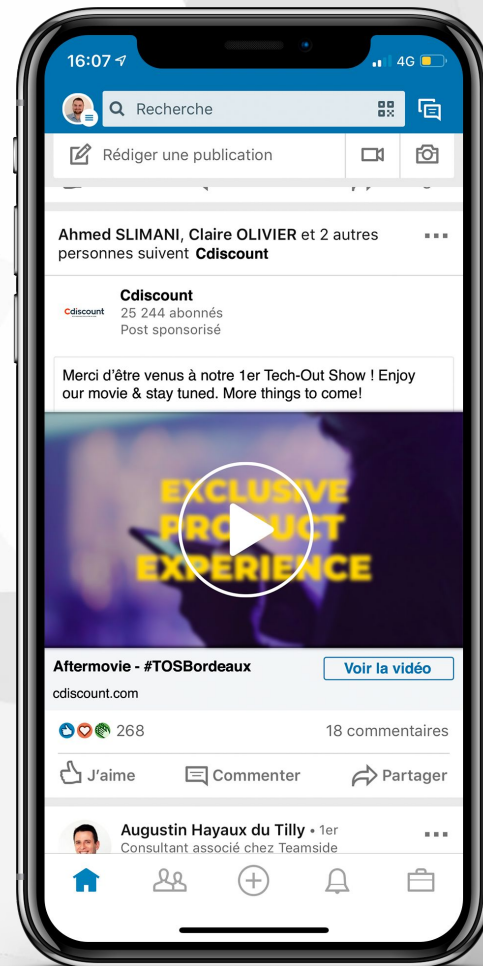 16:07
4G
Recherche
Rédiger une publication
Ahmed SLIMANI, Claire OLIVIER et 2 autres
personnes suivent Cdiscount
Cdiscount
Cdiscount
25 244 abonnés
Post sponsorisé
Merci d'être venus à notre 1er Tech-Out Show ! Enjoy
our movie & stay tuned. More things to come!
EXCLUSIVE
PRODUCT
EXPERIENCE
Aftermovie - #TOSBordeaux
Voir la vidéo
cdiscount.com
268
18 commentaires
J'aime
Commenter
Partager
Augustin Hayaux du Tilly • 1er
Consultant associé chez Teamside